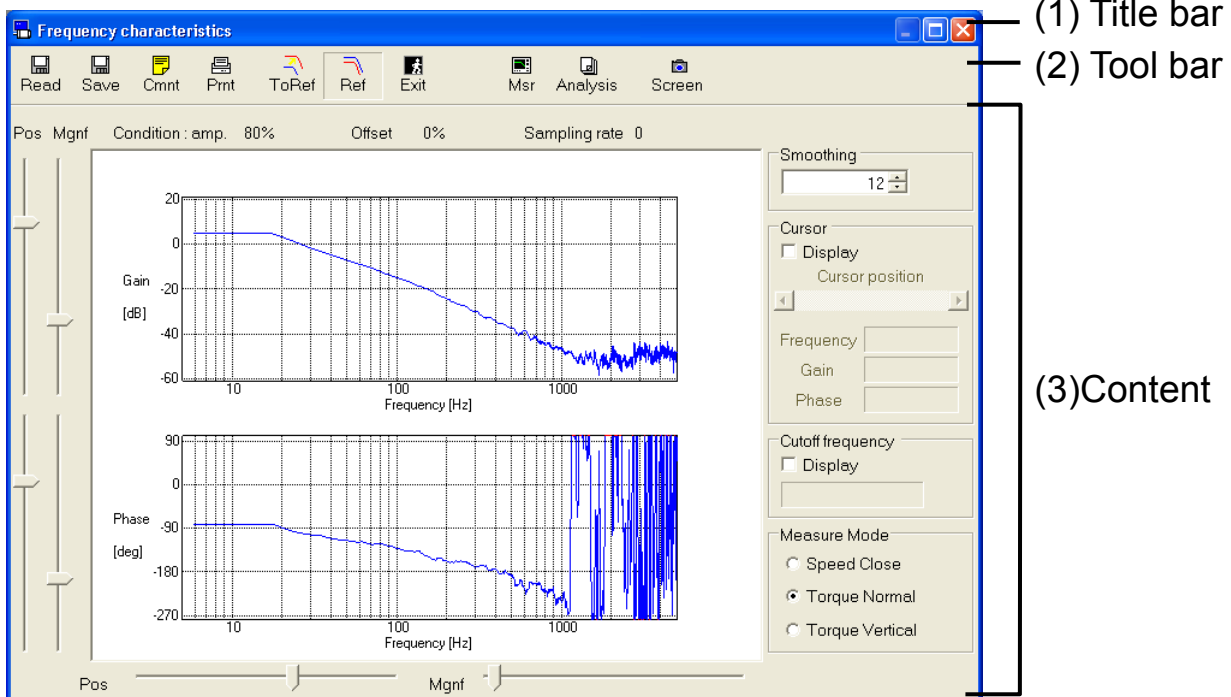 Frequency characteristics
(1) Title bar
Read Save Cmnt Prnt ToRef Ref Exit Msr Analysis Screen
(2) Tool bar
Pos Mgnf Condition : amp. 80% Offset 0% Sampling rate 0
Smoothing
12
Cursor
Display
Cursor position
Frequency
Gain
Phase
(3)Content
Cutoff frequency
Display
Measure Mode
Speed Close
Torque Normal
Torque Vertical
20
0
-20
-40
-60
Gain
[dB]
10 100 1000
Frequency [Hz]
90
0
-90
-180
-270
Phase
[deg]
10 100 1000
Frequency [Hz]
Pos Mgnf